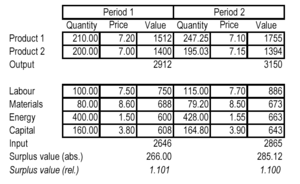 Period 1 Period 2
Quantity Price Value Quantity Price Value
Product 1 210.00 7.20 1512 247.25 7.10 1755
Product 2 200.00 7.00 1400 195.03 7.15 1394
Output 2912 3150
Labour 100.00 7.50 750 115.00 7.70 886
Materials 80.00 8.60 688 79.20 8.50 673
Energy 400.00 1.50 600 428.00 1.55 663
Capital 160.00 3.80 608 164.80 3.90 643
Input 2646 2865
Surplus value (abs.) 266.00 285.12
Surplus value (rel.) 1.101 1.100